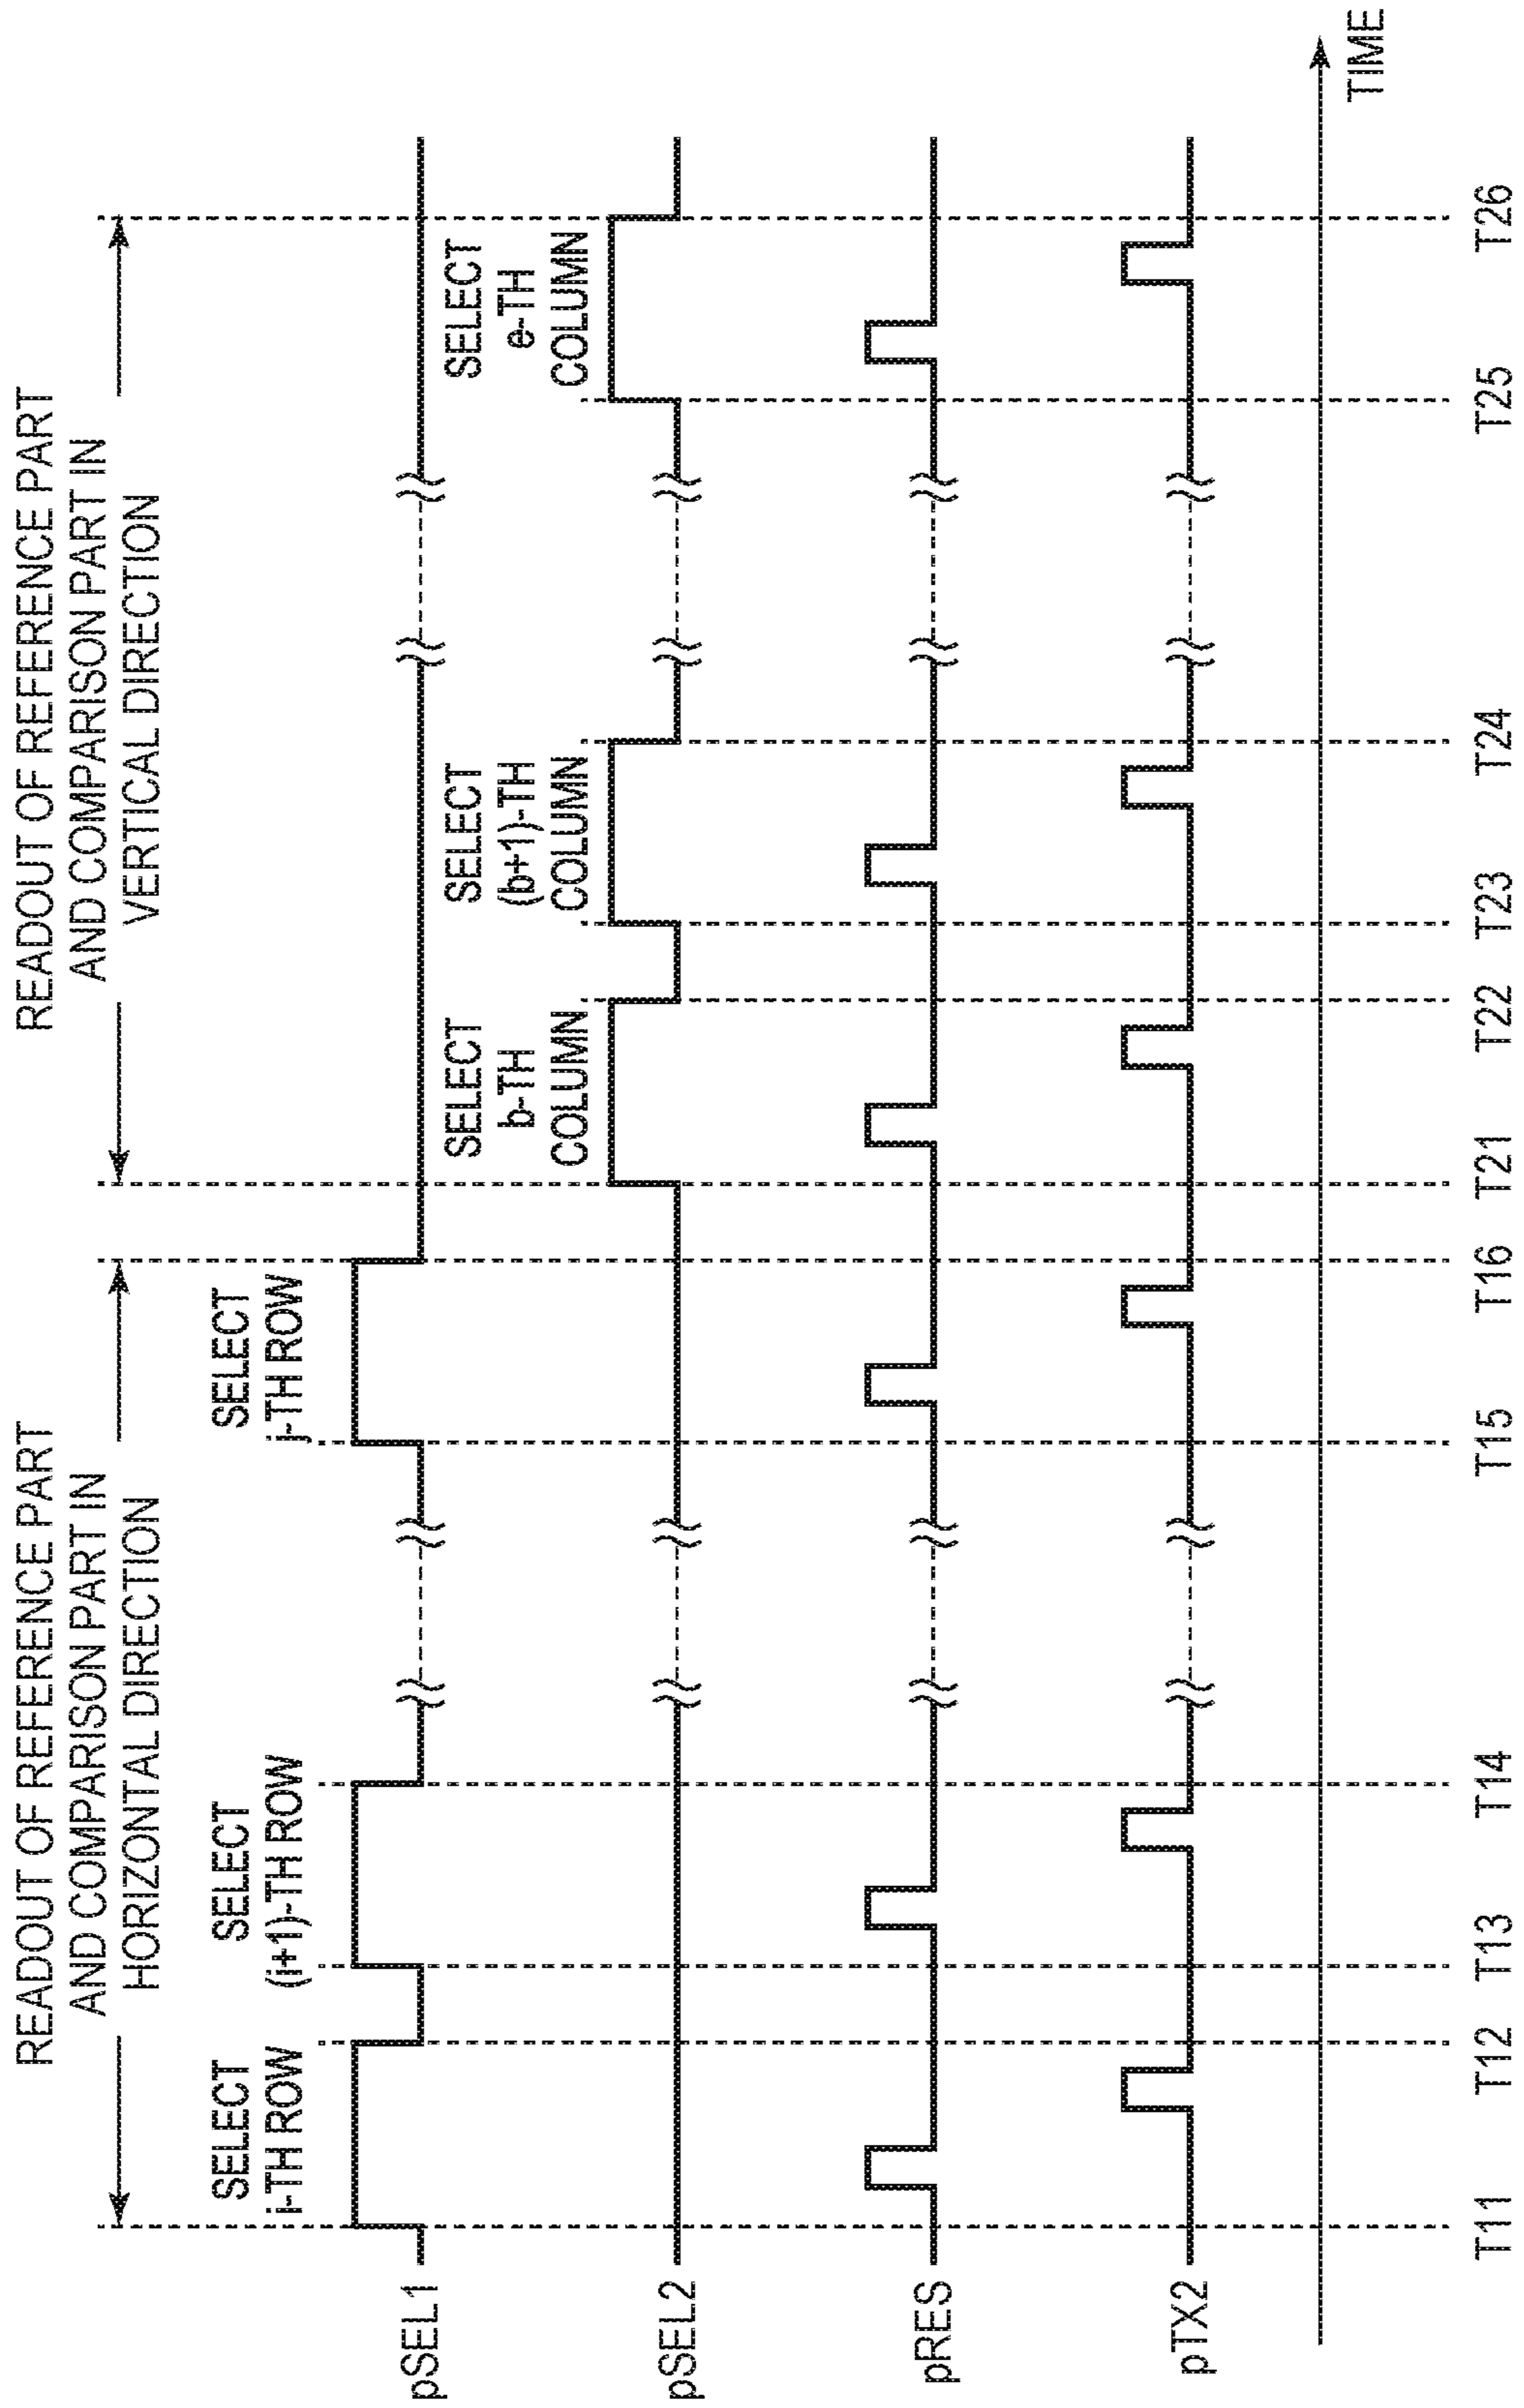 READOUT OF REFERENCE PART
AND COMPARISON PART IN
HORIZONTAL DIRECTION
READOUT OF REFERENCE PART
AND COMPARISON PART IN
VERTICAL DIRECTION
SELECT
i-TH ROW
SELECT
(i+1)-TH ROW
SELECT
j-TH ROW
pSEL1
SELECT
b-TH
COLUMN
SELECT
(b+1)-TH
COLUMN
SELECT
e-TH
COLUMN
pSEL2
pRES
pTX2
TIME
T11 T12 T13 T14 T15 T16 T21 T22 T23 T24 T25 T26